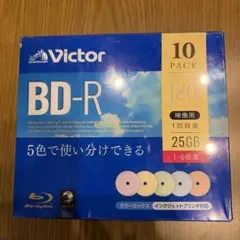 Victor
10
PACK
BD-R
180
映像用
1回録画
25GB
1-6倍速
5色で使い分けできる
カラーミックス
インクジェットプリンタ対応
Blu-ray Disc